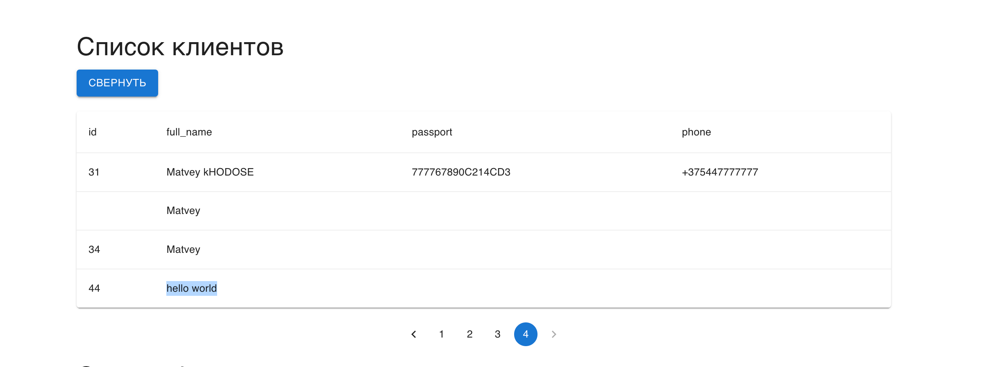 Список клиентов
СВЕРНУТЬ
id full_name passport phone
31 Matvey kHODOSE 777767890C214CD3 +375447777777
Matvey
34 Matvey
44 hello world
1 2 3 4